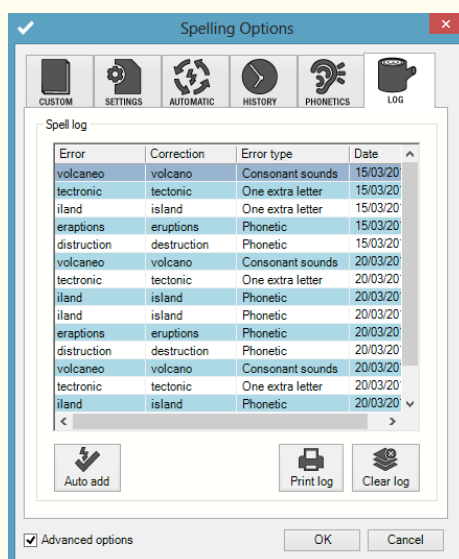 Spelling Options
CUSTOM SETTINGS AUTOMATIC HISTORY PHONETICS LOG
Spell log
Error Correction Error type Date
volcaneo volcano Consonant sounds 15/03/20
tectronic tectonic One extra letter 15/03/20
iland island One extra letter 15/03/20
eraptions eruptions Phonetic 15/03/20
distruction destruction Phonetic 15/03/20
volcaneo volcano Consonant sounds 20/03/20
tectronic tectonic One extra letter 20/03/20
iland island Phonetic 20/03/20
iland island Phonetic 20/03/20
eraptions eruptions Phonetic 20/03/20
distruction destruction Phonetic 20/03/20
volcaneo volcano Consonant sounds 20/03/20
tectronic tectonic One extra letter 20/03/20
iland island Phonetic 20/03/20
Auto add Print log Clear log
Advanced options OK Cancel